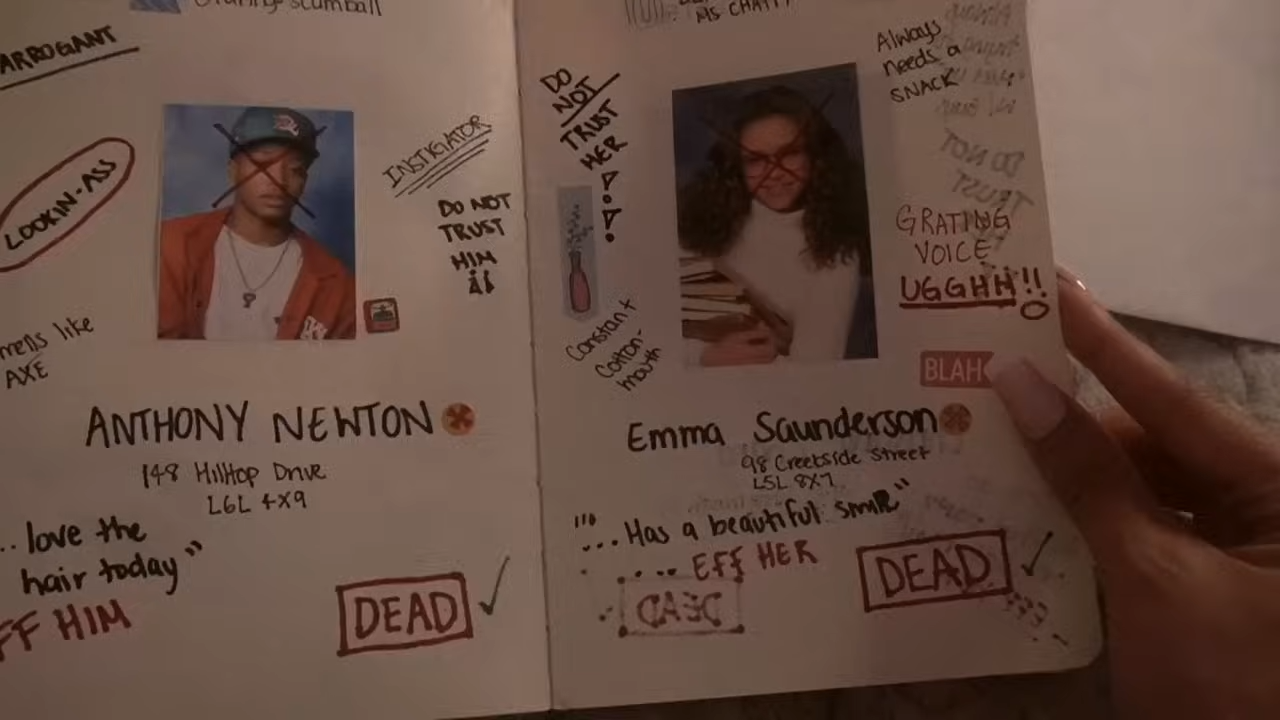 scumball
ARROGANT
LOOKIN-ASS
INSTIGATOR
DO NOT
TRUST
HIM
!!
like
AXE
ANTHONY NEWTON
148 Hilltop Drive
L6L 4X9
...love the
hair today"
HIM
DEAD
MS CHATTY
DO
NOT
TRUST
HER
!!!
Always
needs a
SNACK
GRATING
VOICE
UGGHH!!
Constant
Cotton-
mouth
BLAH
Emma Saunderson
98 Creekside Street
L5L 8X7
"...Has a beautiful smile"
.... EFF HER
DEAD